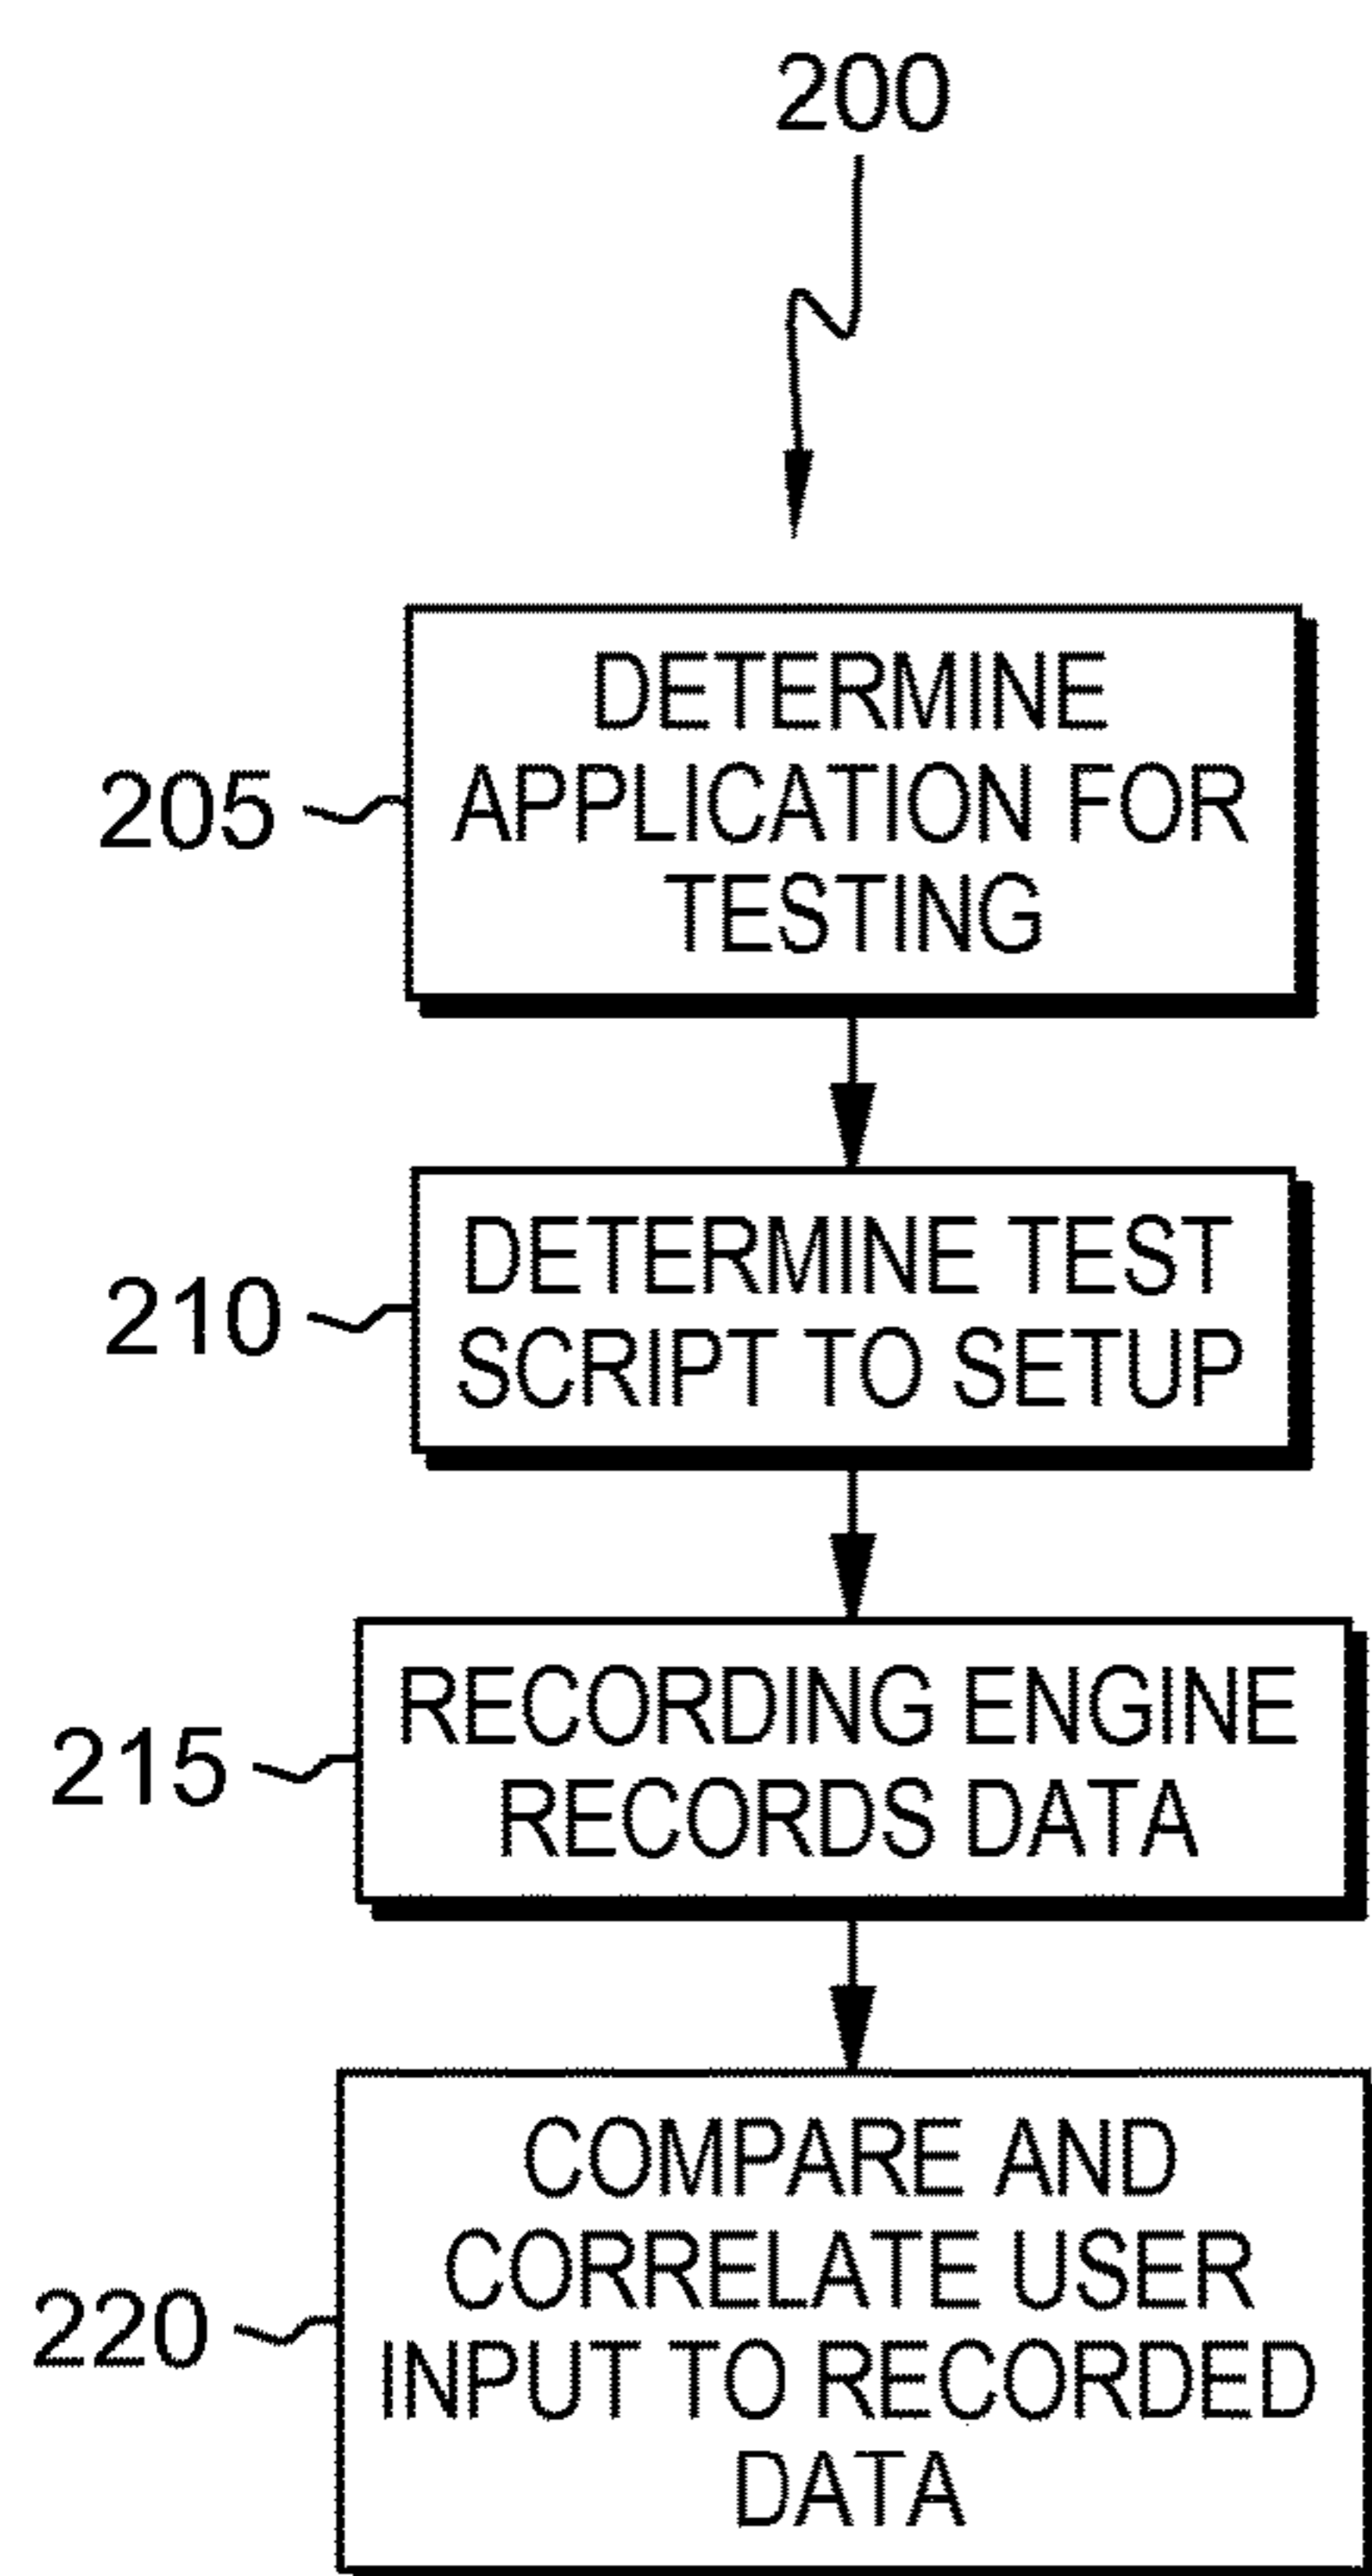 200
205
DETERMINE
APPLICATION FOR
TESTING
210
DETERMINE TEST
SCRIPT TO SETUP
215
RECORDING ENGINE
RECORDS DATA
220
COMPARE AND
CORRELATE USER
INPUT TO RECORDED
DATA